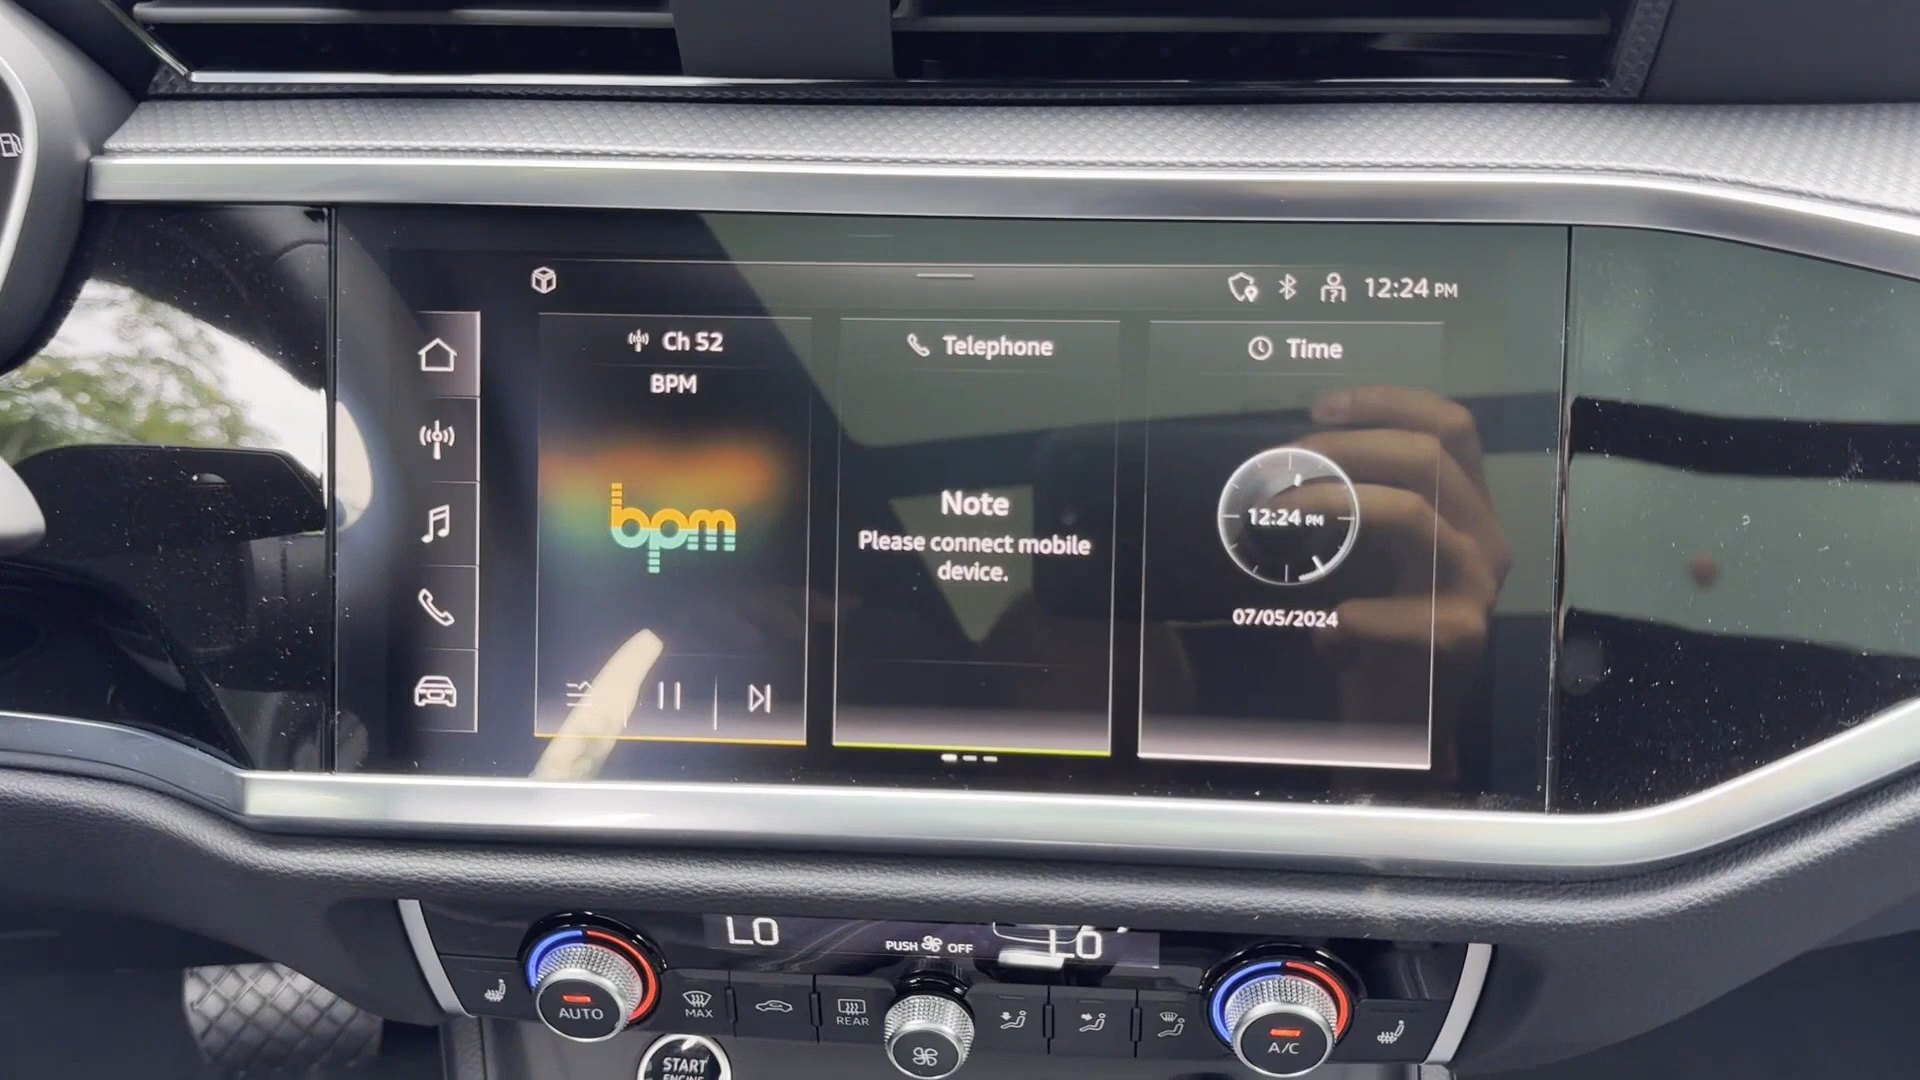 12:24 PM
Ch 52
BPM
bpm
Telephone
Note
Please connect mobile
device.
Time
12:24 PM
07/05/2024
LO
PUSH OFF
LO
AUTO
MAX
REAR
A/C
START
ENGINE